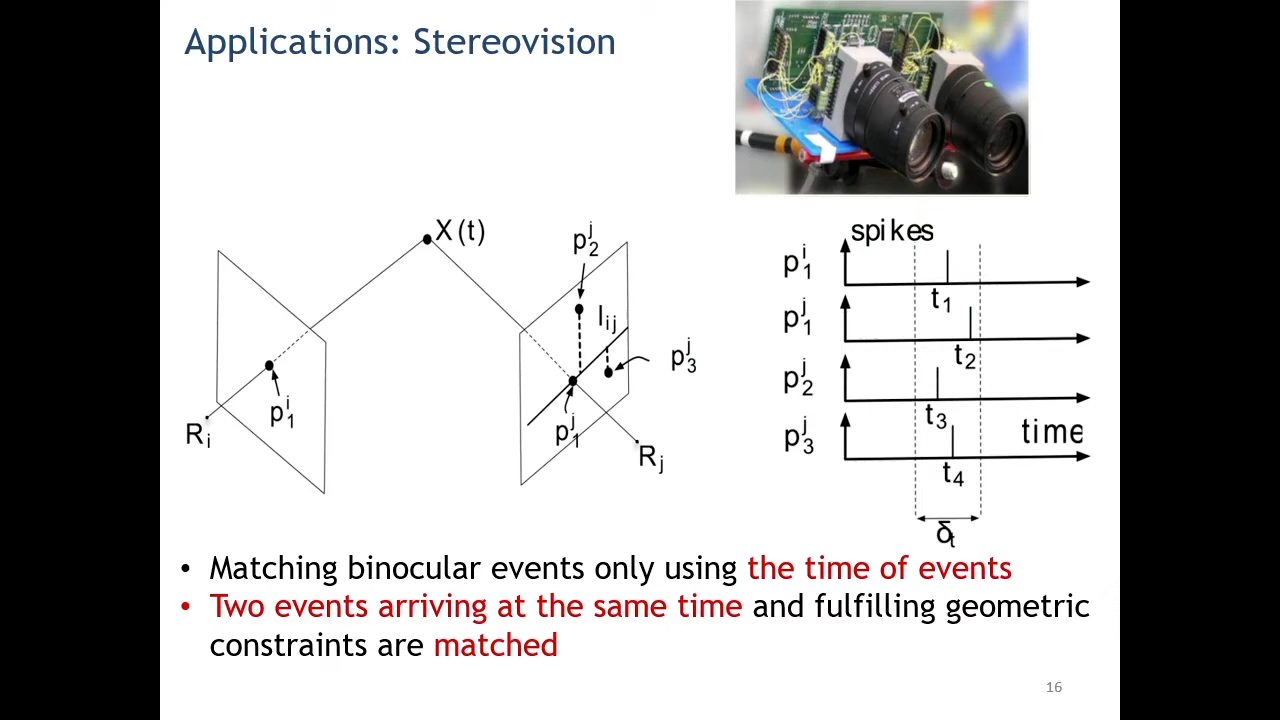 Applications: Stereovision
X(t)
p₂ʲ
l_ij
p₃ʲ
p₁ⁱ
p₁ʲ
Rᵢ
Rⱼ
spikes
p₁ⁱ
t₁
p₁ʲ
t₂
p₂ʲ
t₃
p₃ʲ
time
t₄
δt
• Matching binocular events only using the time of events
• Two events arriving at the same time and fulfilling geometric
constraints are matched
16